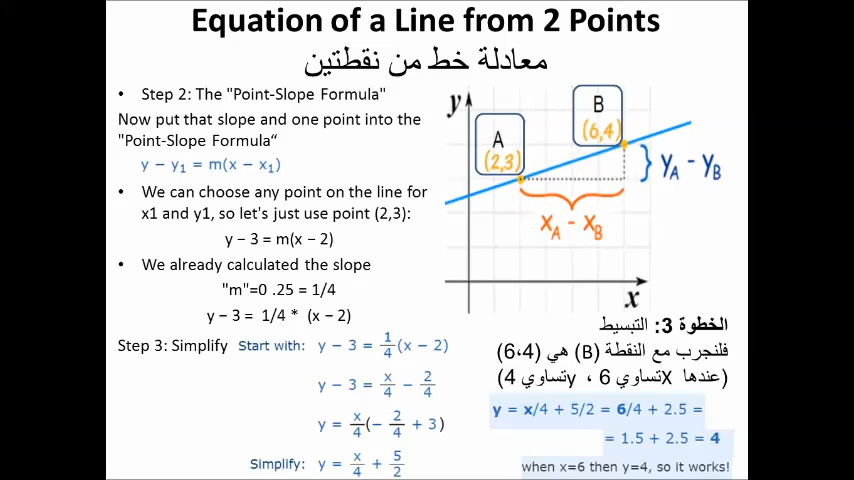 Equation of a Line from 2 Points
معادلة خط من نقطتين
• Step 2: The "Point-Slope Formula"
Now put that slope and one point into the
"Point-Slope Formula“
y − y₁ = m(x − x₁)
• We can choose any point on the line for
x1 and y1, so let's just use point (2,3):
y − 3 = m(x − 2)
• We already calculated the slope
"m"=0 .25 = 1/4
y − 3 = 1/4 * (x − 2)
Step 3: Simplify
Start with: y − 3 = 1/4(x − 2)
y − 3 = x/4 − 2/4
y = x/4(− 2/4 + 3)
Simplify: y = x/4 + 5/2
y
A
(2,3)
B
(6,4)
y_A − y_B
x_A − x_B
x
الخطوة 3: التبسيط
فلنجرب مع النقطة (B) هي (6،4)
(عندها xتساوي 6 ، yتساوي 4)
y = x/4 + 5/2 = 6/4 + 2.5 =
= 1.5 + 2.5 = 4
when x=6 then y=4, so it works!